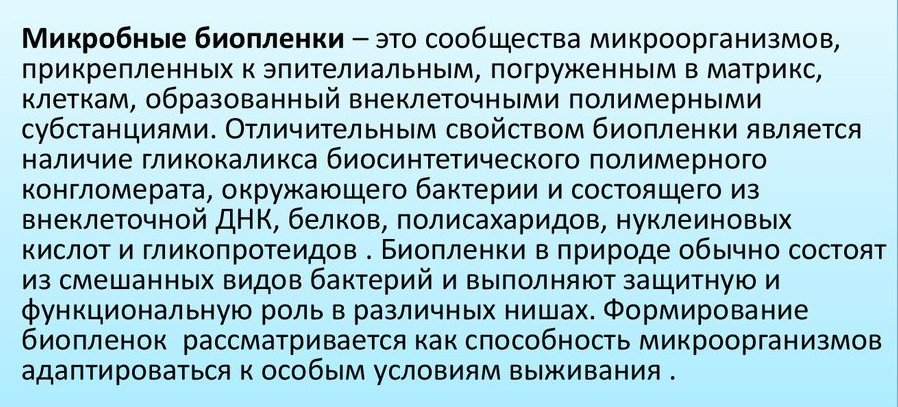 Микробные биопленки – это сообщества микроорганизмов,
прикрепленных к эпителиальным, погруженным в матрикс,
клеткам, образованный внеклеточными полимерными
субстанциями. Отличительным свойством биопленки является
наличие гликокаликса биосинтетического полимерного
конгломерата, окружающего бактерии и состоящего из
внеклеточной ДНК, белков, полисахаридов, нуклеиновых
кислот и гликопротеидов . Биопленки в природе обычно состоят
из смешанных видов бактерий и выполняют защитную и
функциональную роль в различных нишах. Формирование
биопленок  рассматривается как способность микроорганизмов
адаптироваться к особым условиям выживания .